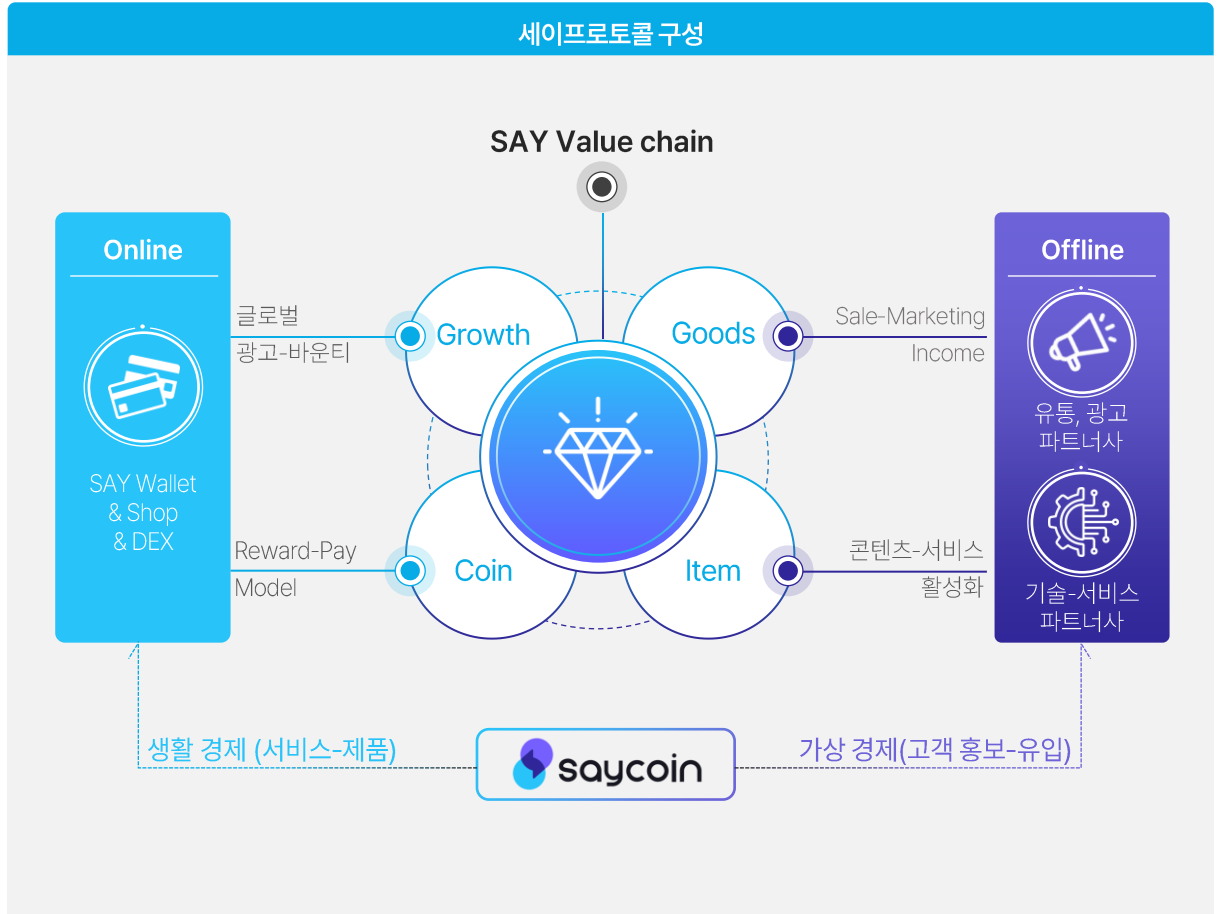 세이프로토콜 구성
SAY Value chain
Online
SAY Wallet
& Shop
& DEX
글로벌
광고-바운티
Reward-Pay
Model
Growth
Goods
Coin
Item
Sale-Marketing
Income
콘텐츠-서비스
활성화
Offline
유통, 광고
파트너사
기술-서비스
파트너사
생활 경제 (서비스-제품)
saycoin
가상 경제(고객 홍보-유입)